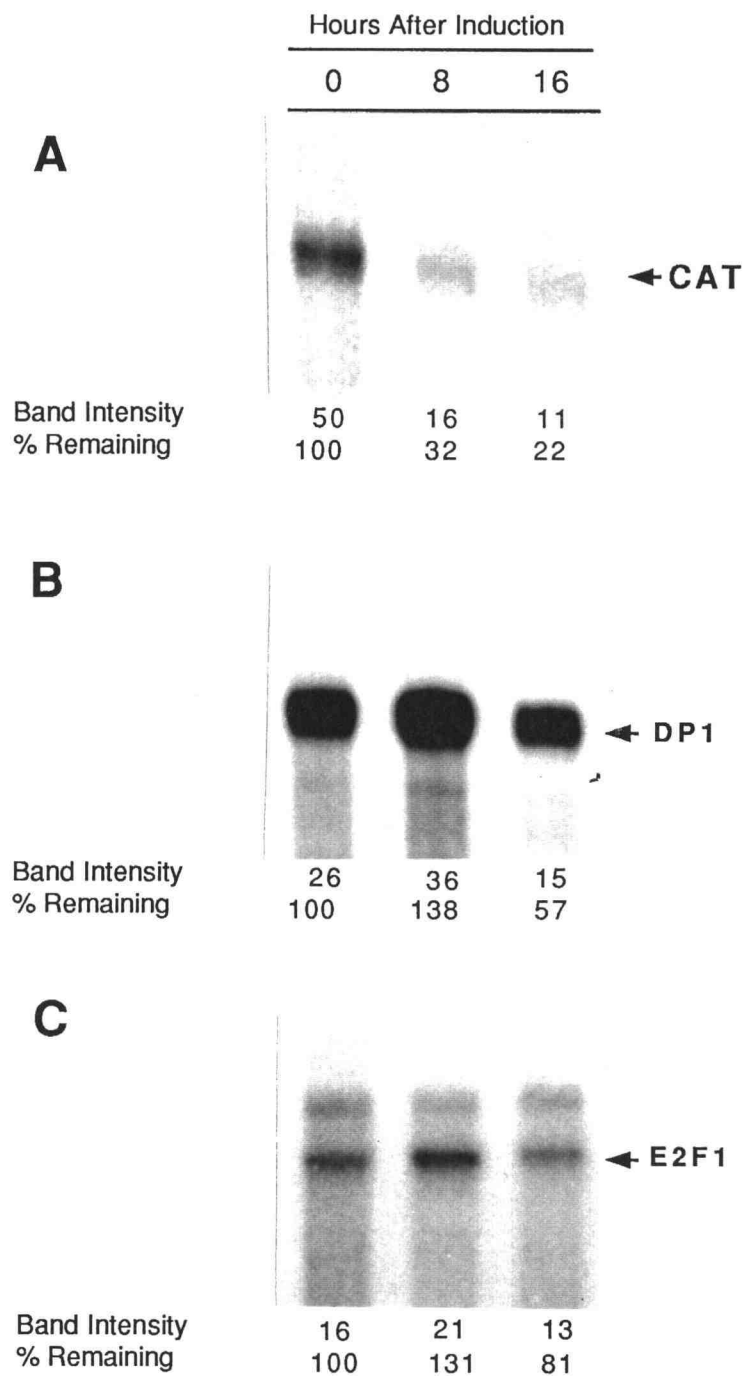 Hours After Induction
0 8 16
A
CAT
Band Intensity 50 16 11
% Remaining 100 32 22
B
DP1
Band Intensity 26 36 15
% Remaining 100 138 57
C
E2F1
Band Intensity 16 21 13
% Remaining 100 131 81